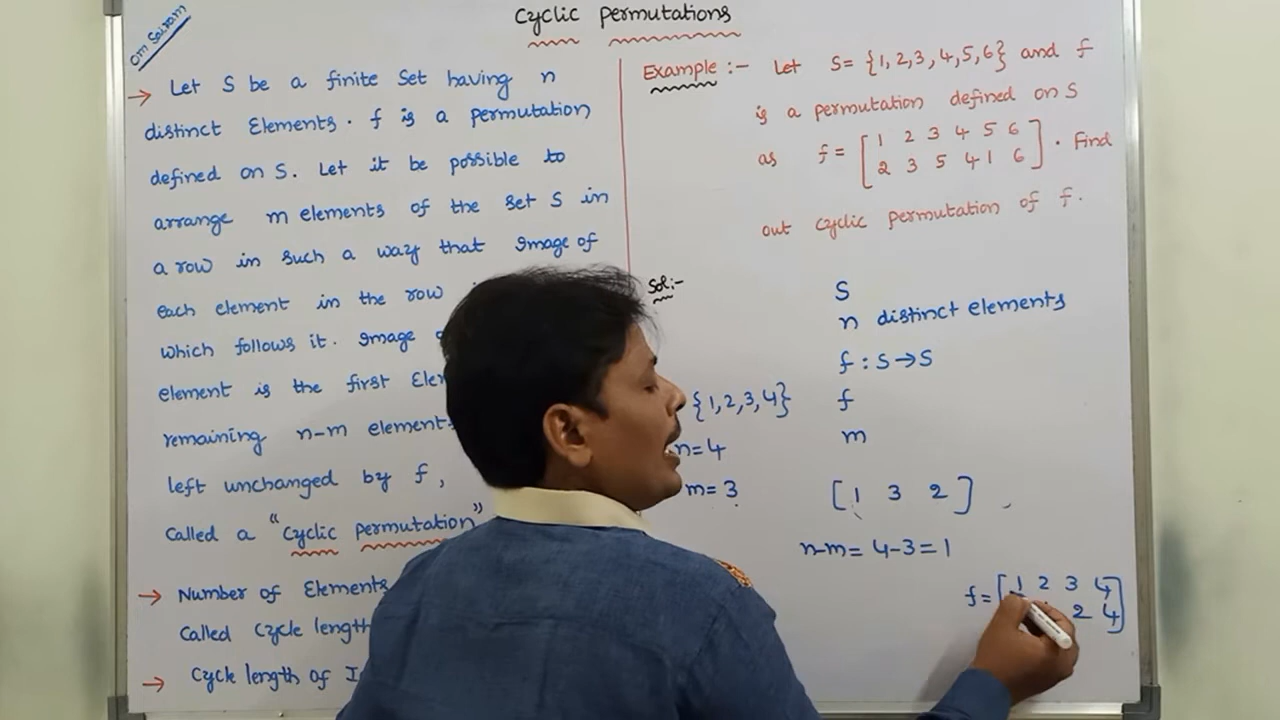 Cyclic permutations
om Sairam
→ Let S be a finite Set having n
distinct Elements. f is a permutation
defined on S. Let it be possible to
arrange m elements of the set S in
a row in such a way that image of
each element in the row
which follows it. Image
element is the first
remaining n-m element
left unchanged by f,
Called a "Cyclic permutation"
→ Number of Elements
Called Cycle length
→ Cycle length of
Example :- Let S= {1,2,3,4,5,6} and f
is a permutation defined on S
as f= [ 1 2 3 4 5 6
2 3 5 4 1 6 ] . Find
out cyclic permutation of f.
Sol:-
S
n distinct elements
f : S→S
{1,2,3,4} f
n=4 m
m= 3 [ 1 3 2 ]
n-m= 4-3=1
f= [ 1 2 3 4
2 4 ]